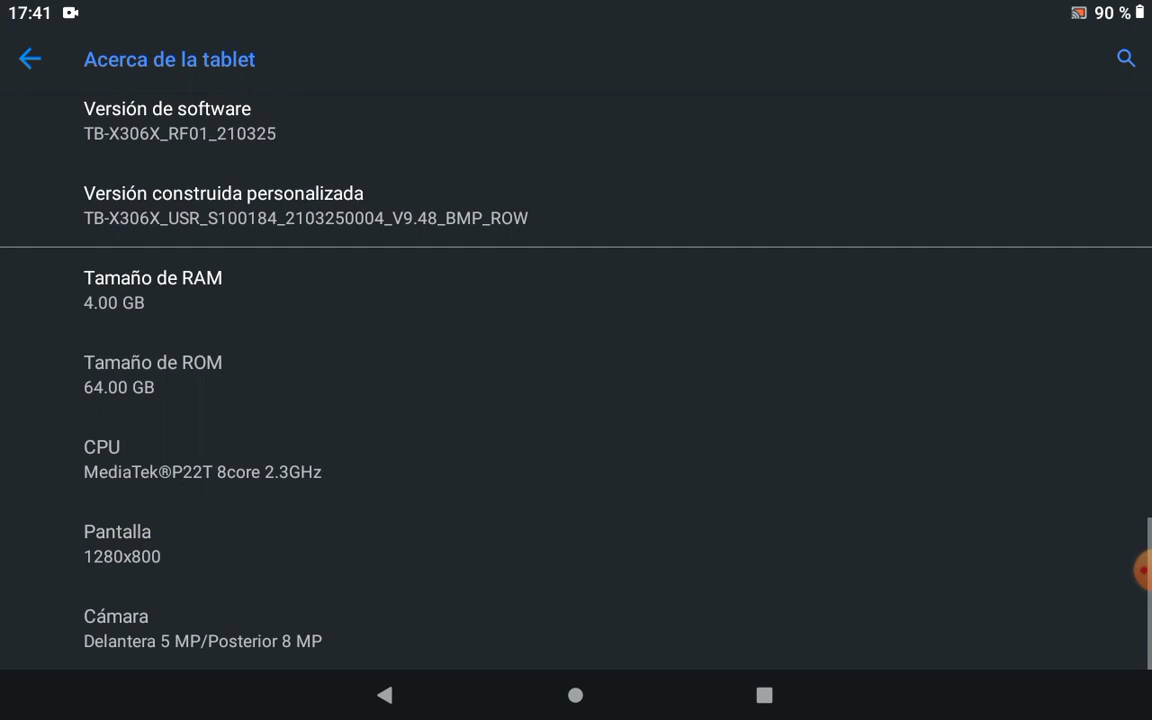 17:41
90 %
Acerca de la tablet
Versión de software
TB-X306X_RF01_210325
Versión construida personalizada
TB-X306X_USR_S100184_2103250004_V9.48_BMP_ROW
Tamaño de RAM
4.00 GB
Tamaño de ROM
64.00 GB
CPU
MediaTek®P22T 8core 2.3GHz
Pantalla
1280x800
Cámara
Delantera 5 MP/Posterior 8 MP